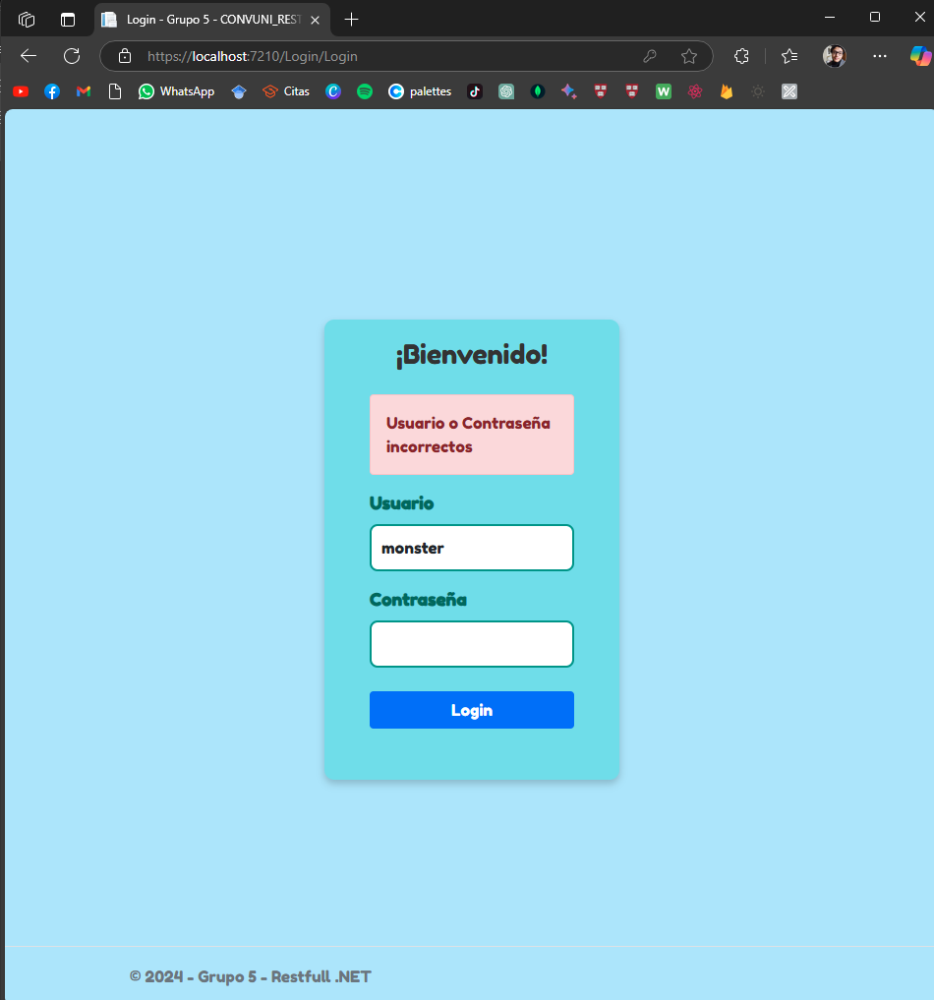 Login - Grupo 5 - CONVUNI_REST
https://localhost:7210/Login/Login
WhatsApp
Citas
palettes
¡Bienvenido!
Usuario o Contraseña
incorrectos
Usuario
monster
Contraseña
Login
© 2024 - Grupo 5 - Restfull .NET